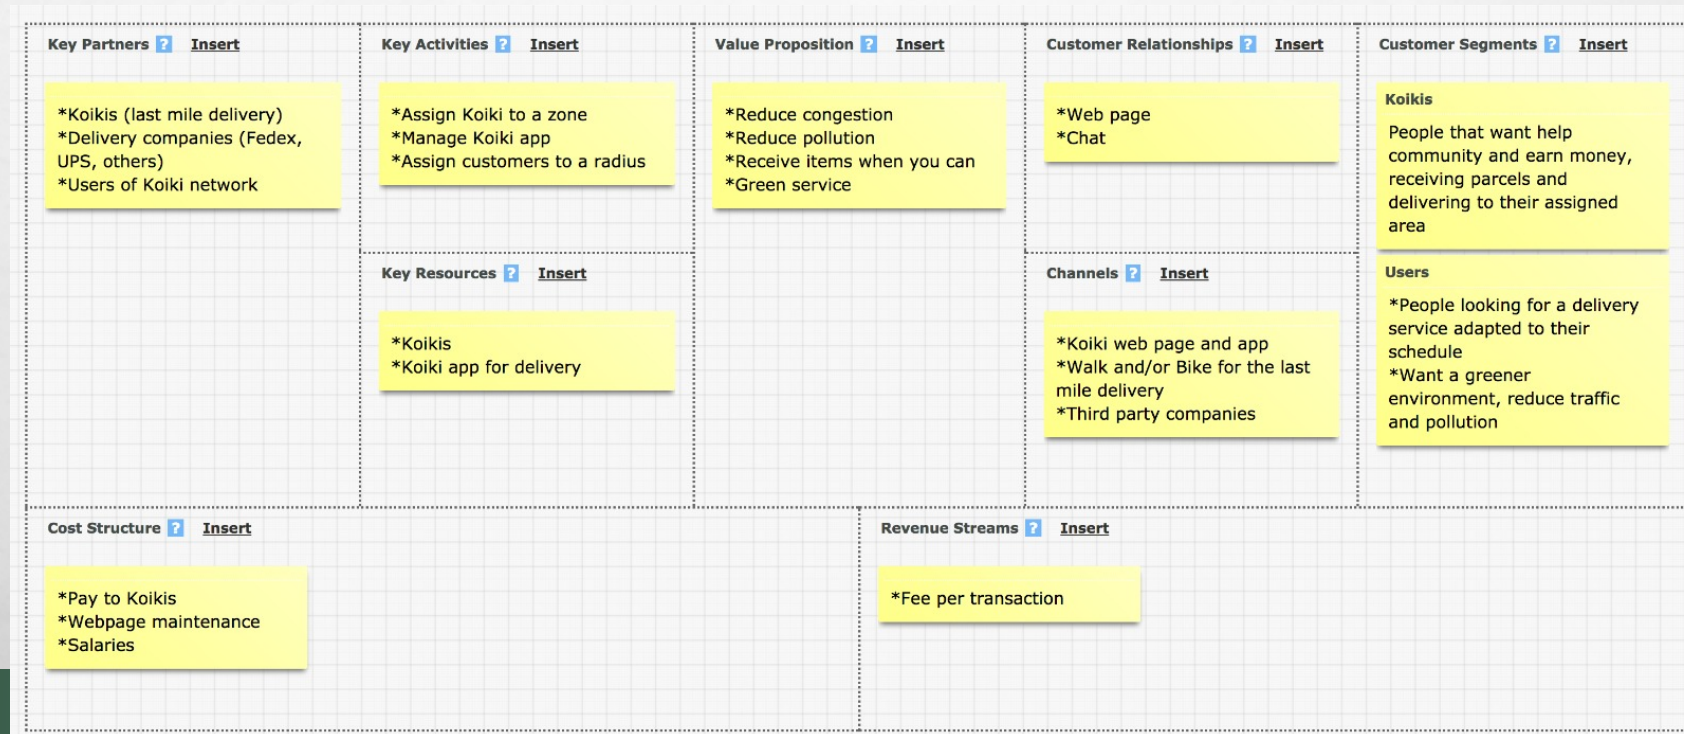 Key Partners ? Insert
*Koikis (last mile delivery)
*Delivery companies (Fedex,
UPS, others)
*Users of Koiki network
Key Activities ? Insert
*Assign Koiki to a zone
*Manage Koiki app
*Assign customers to a radius
Key Resources ? Insert
*Koikis
*Koiki app for delivery
Value Proposition ? Insert
*Reduce congestion
*Reduce pollution
*Receive items when you can
*Green service
Customer Relationships ? Insert
*Web page
*Chat
Channels ? Insert
*Koiki web page and app
*Walk and/or Bike for the last
mile delivery
*Third party companies
Customer Segments ? Insert
Koikis
People that want help
community and earn money,
receiving parcels and
delivering to their assigned
area
Users
*People looking for a delivery
service adapted to their
schedule
*Want a greener
environment, reduce traffic
and pollution
Cost Structure ? Insert
*Pay to Koikis
*Webpage maintenance
*Salaries
Revenue Streams ? Insert
*Fee per transaction